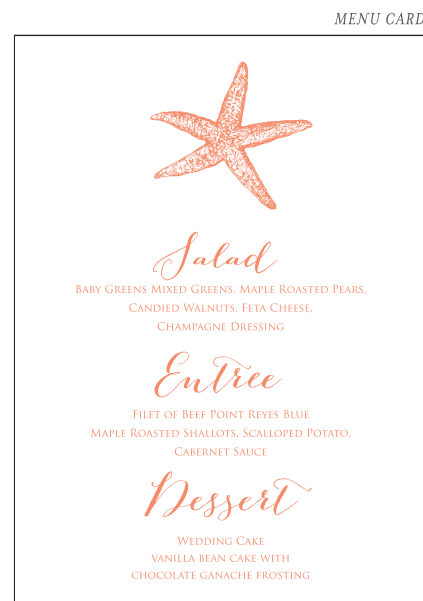 MENU CARD
Salad
Baby Greens Mixed Greens, Maple Roasted Pears,
Candied Walnuts, Feta Cheese,
Champagne Dressing
Entree
Filet of Beef Point Reyes Blue
Maple Roasted Shallots, Scalloped Potato,
Cabernet Sauce
Dessert
Wedding Cake
vanilla bean cake with
chocolate ganache frosting